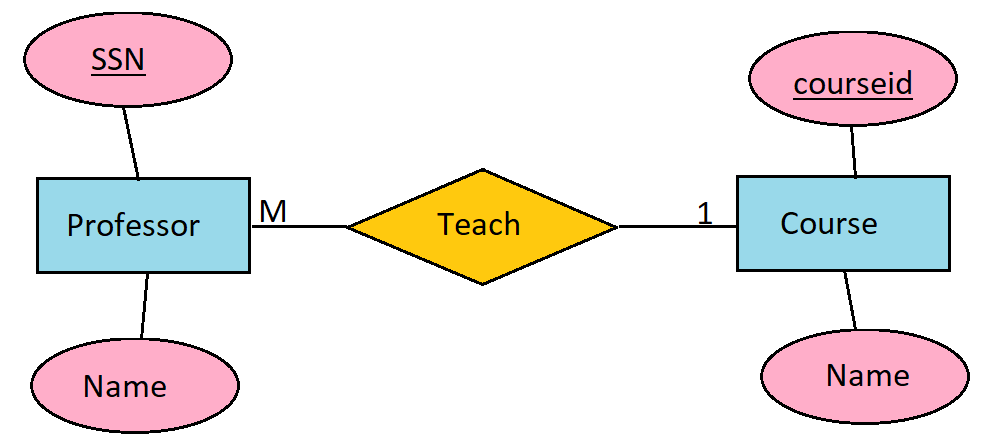 SSN
courseid
Professor
M
Teach
1
Course
Name
Name